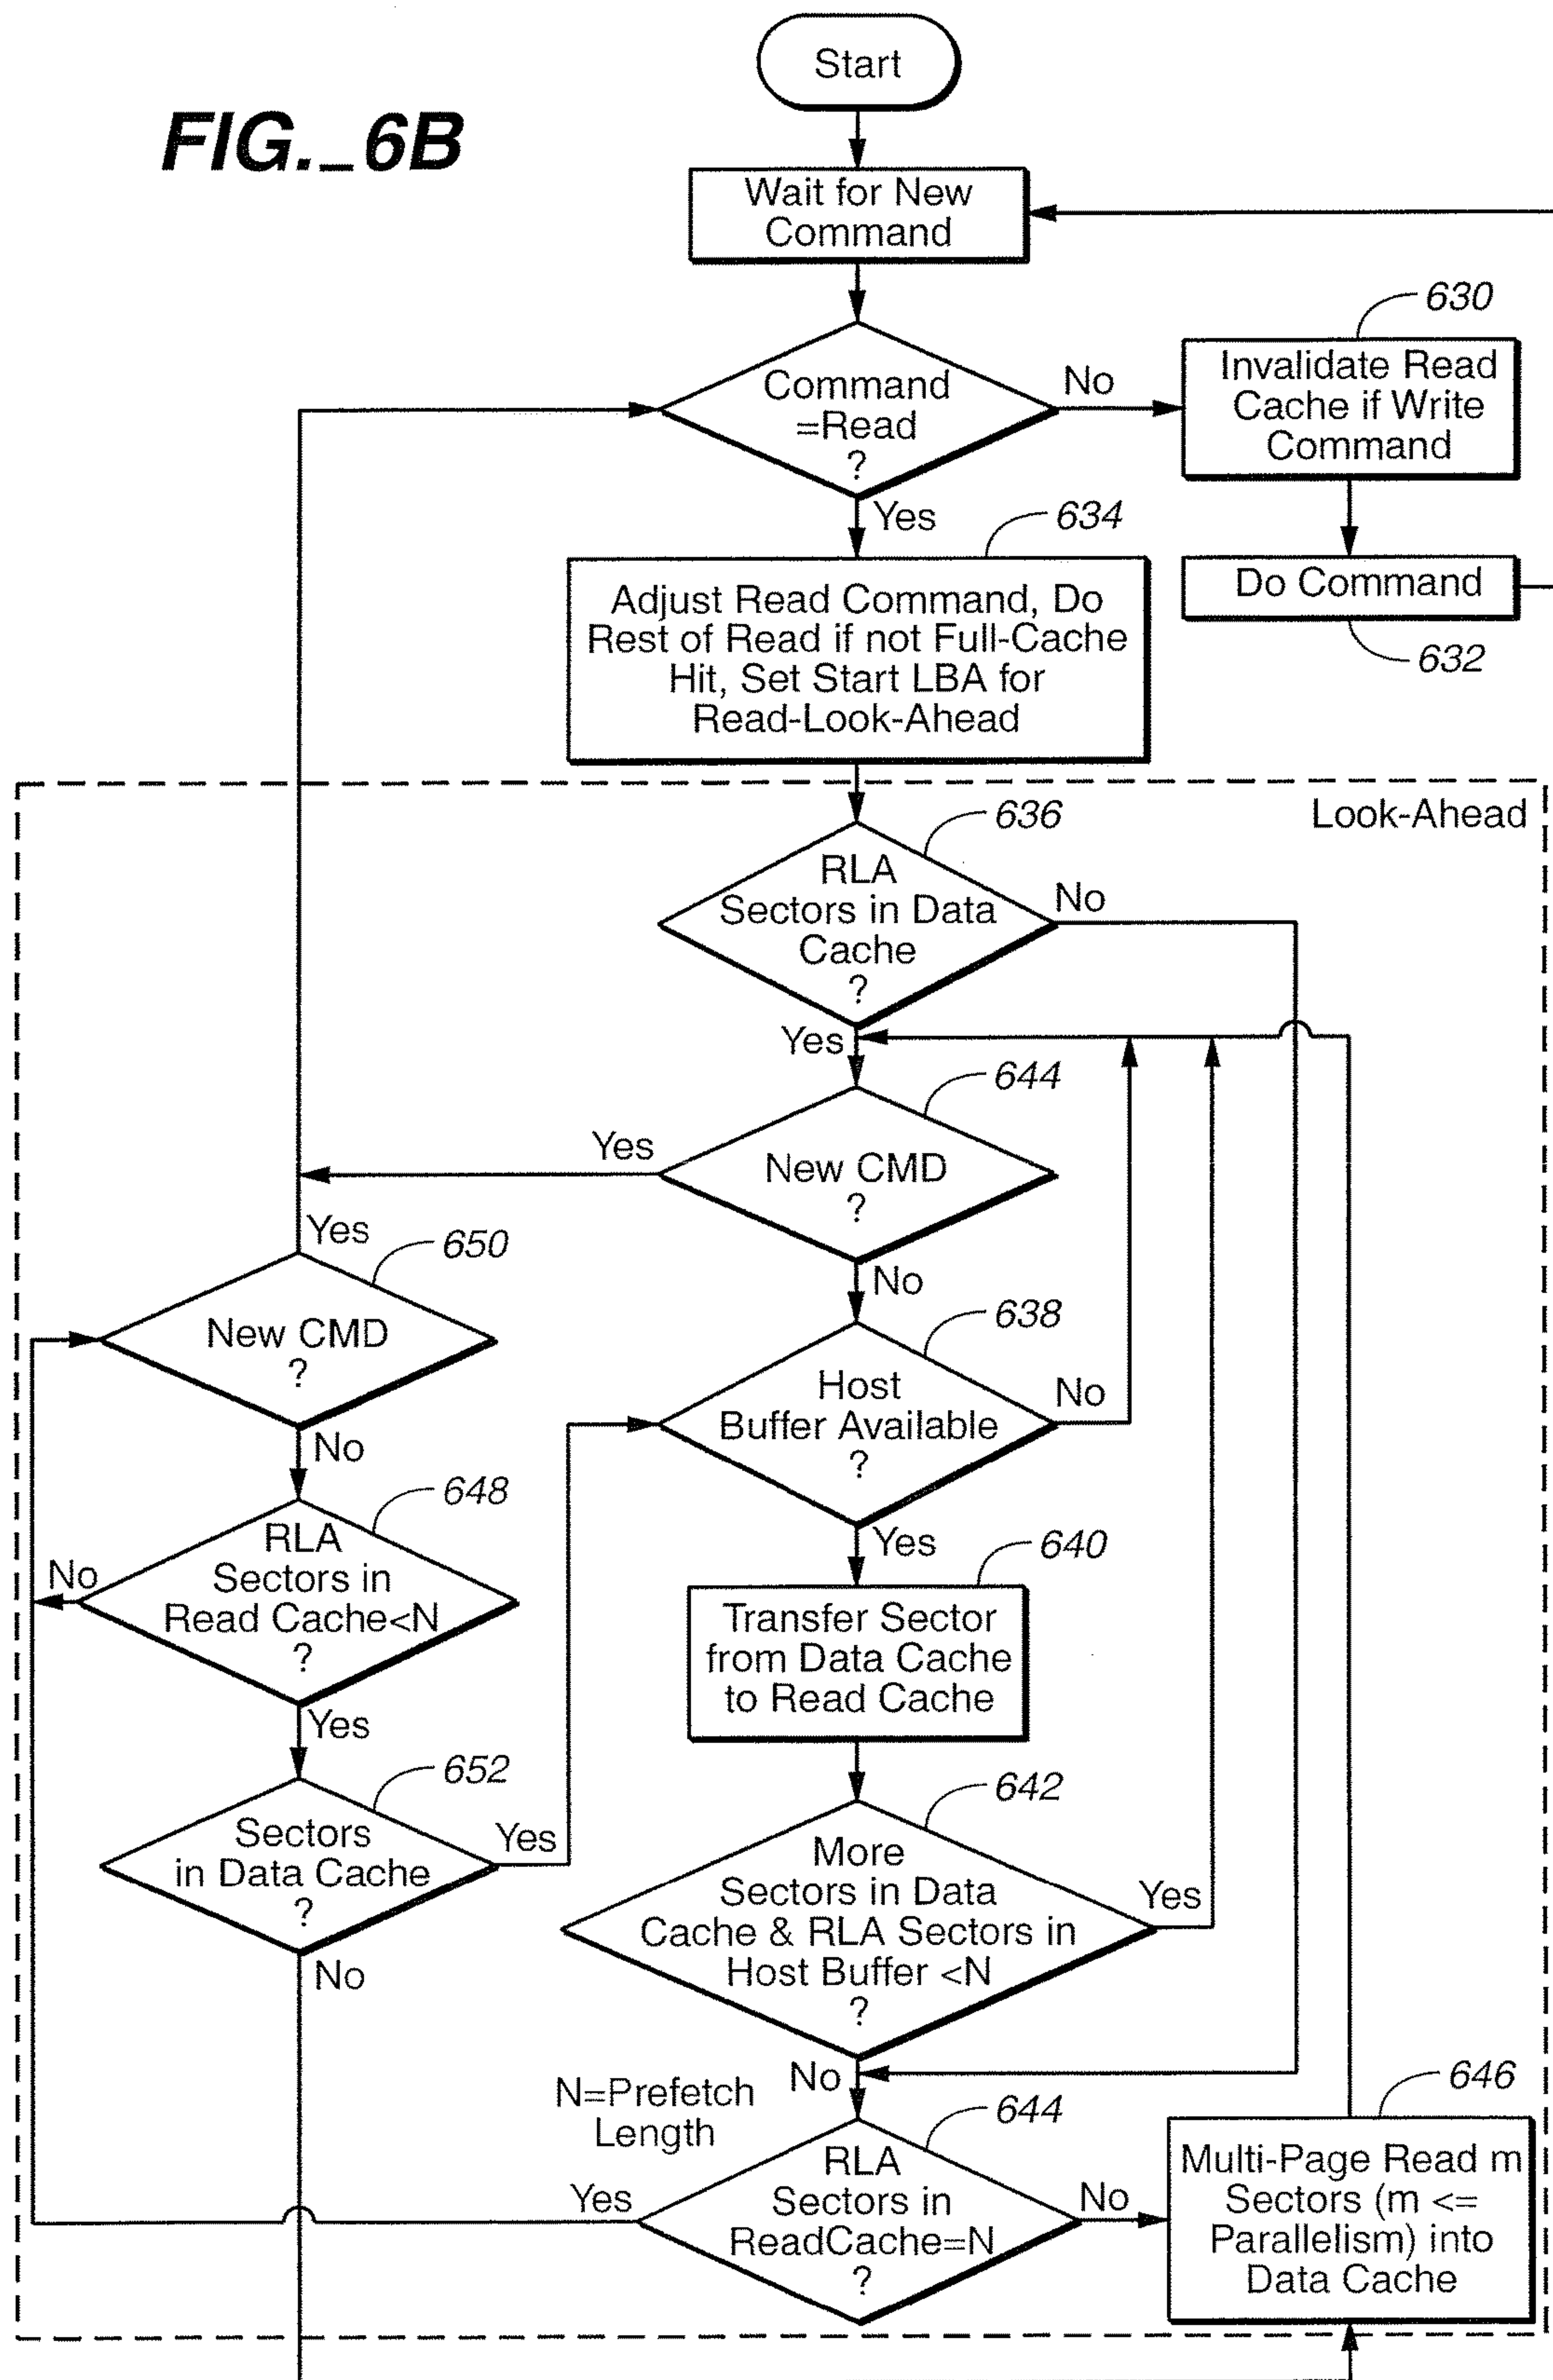 FIG._6B
Start
Wait for New
Command
Command
=Read
?
No
Yes
630
Invalidate Read
Cache if Write
Command
Do Command
632
634
Adjust Read Command, Do
Rest of Read if not Full-Cache
Hit, Set Start LBA for
Read-Look-Ahead
Look-Ahead
636
RLA
Sectors in Data
Cache
?
No
Yes
644
New CMD
?
Yes
No
650
Yes
New CMD
?
No
638
Host
Buffer Available
?
No
Yes
648
RLA
Sectors in
Read Cache<N
?
No
Yes
640
Transfer Sector
from Data Cache
to Read Cache
652
Sectors
in Data Cache
?
Yes
No
642
More
Sectors in Data
Cache & RLA Sectors in
Host Buffer <N
?
Yes
No
N=Prefetch
Length
644
RLA
Sectors in
ReadCache=N
?
Yes
No
646
Multi-Page Read m
Sectors (m <=
Parallelism) into
Data Cache